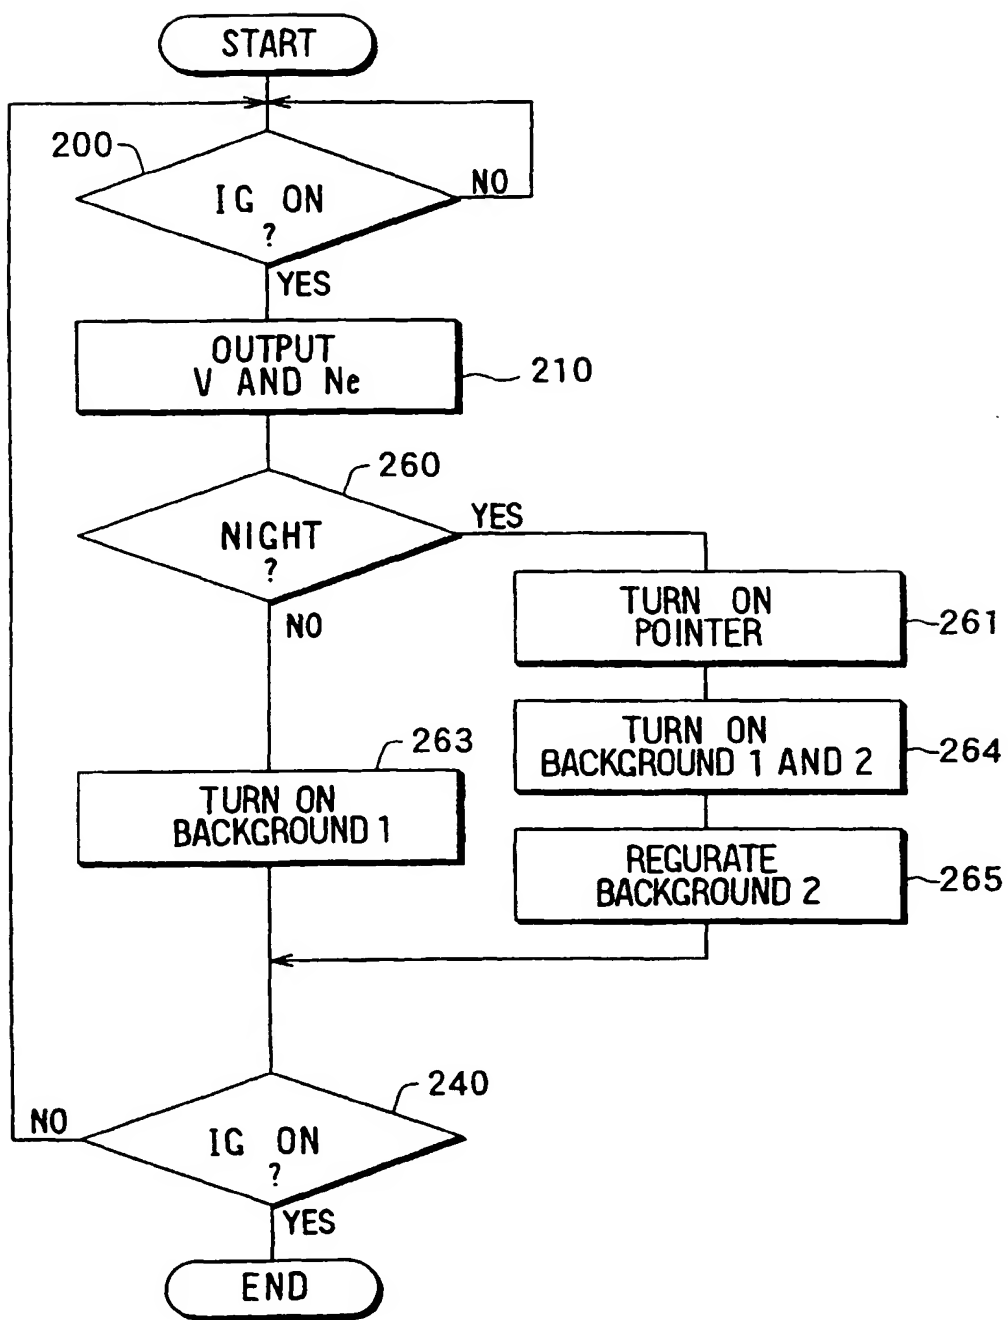 START
200
IG ON
?
NO
YES
OUTPUT
V AND Ne
210
260
NIGHT
?
YES
NO
TURN ON
POINTER
261
TURN ON
BACKGROUND 1 AND 2
264
263
TURN ON
BACKGROUND 1
REGURATE
BACKGROUND 2
265
240
NO
IG ON
?
YES
END